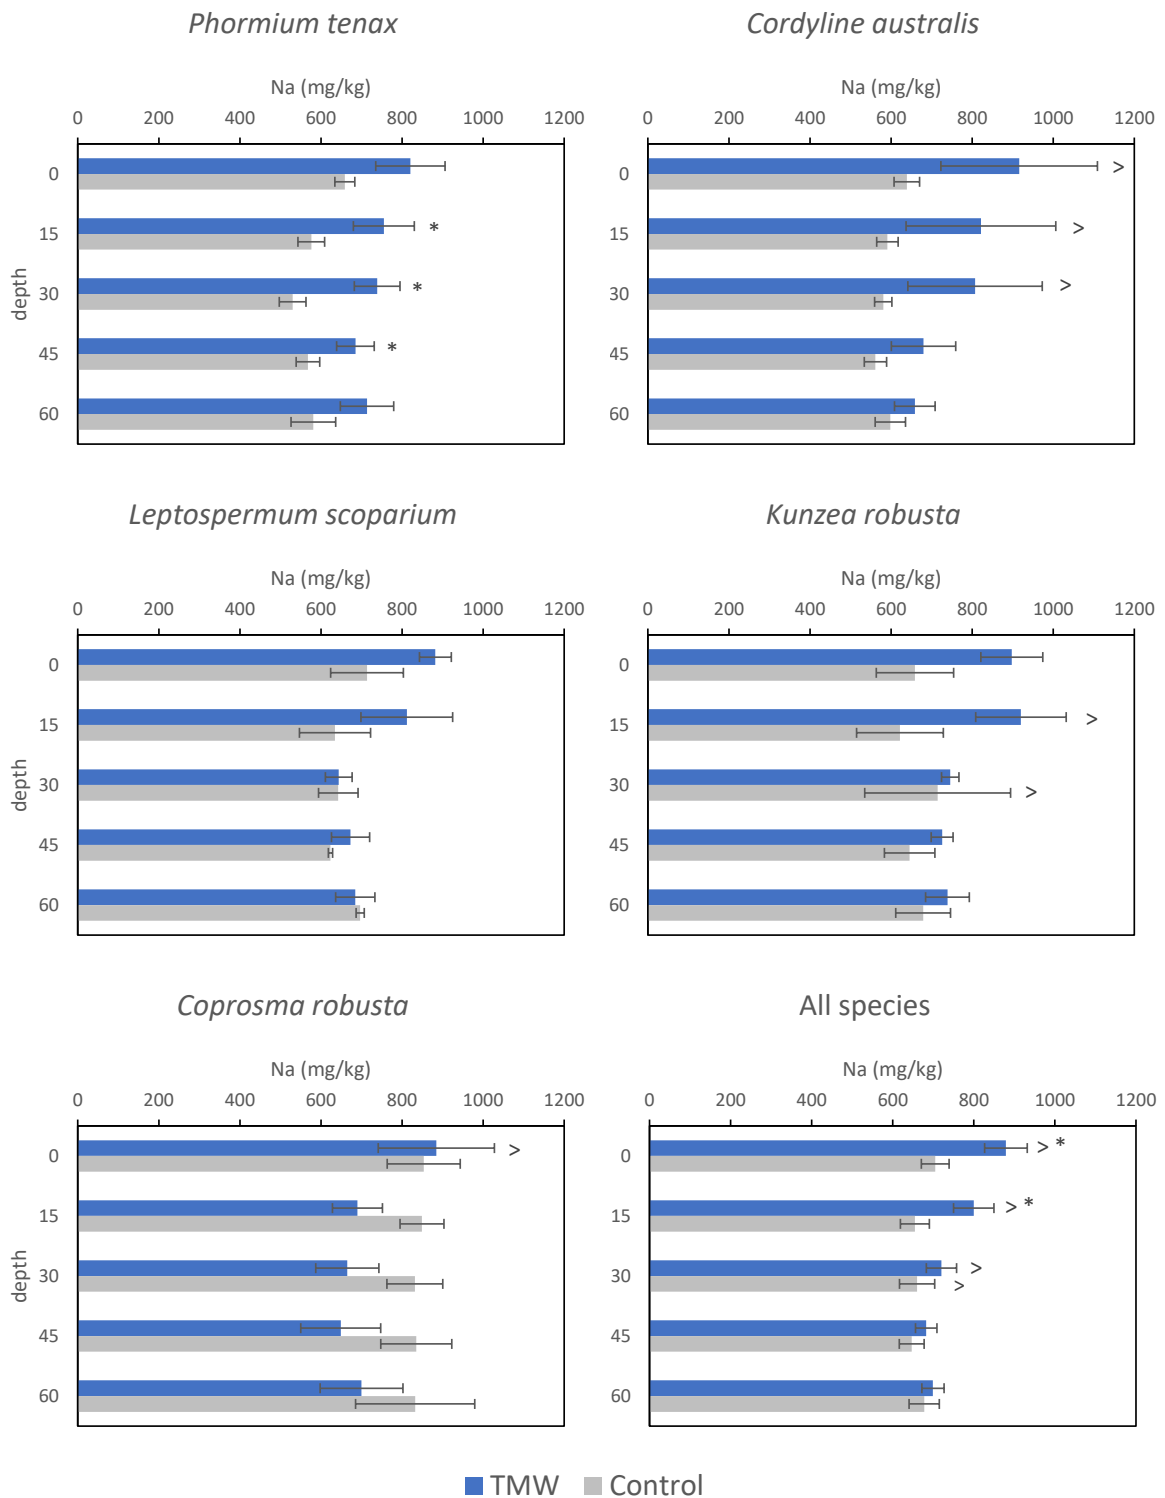 Phormium tenax
Na (mg/kg)
0 200 400 600 800 1000 1200
0
15 *
30 *
45 *
60
depth
Cordyline australis
Na (mg/kg)
0 200 400 600 800 1000 1200
0 >
15 >
30 >
45
60
Leptospermum scoparium
Na (mg/kg)
0 200 400 600 800 1000 1200
0
15
30
45
60
depth
Kunzea robusta
Na (mg/kg)
0 200 400 600 800 1000 1200
0
15 >
30 >
45
60
Coprosma robusta
Na (mg/kg)
0 200 400 600 800 1000 1200
0 >
15
30
45
60
depth
All species
Na (mg/kg)
0 200 400 600 800 1000 1200
0 > *
15 > *
30 >
>
45
60
TMW Control